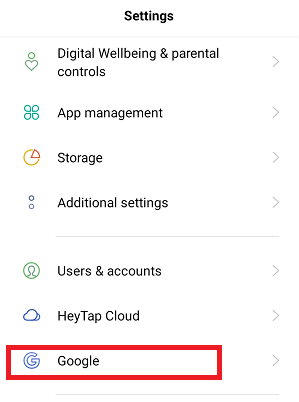 Settings
Digital Wellbeing & parental
controls
App management
Storage
Additional settings
Users & accounts
HeyTap Cloud
Google